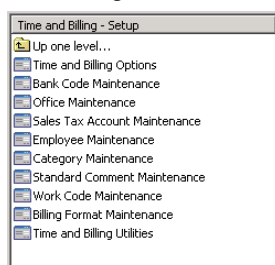 Time and Billing - Setup
Up one level...
Time and Billing Options
Bank Code Maintenance
Office Maintenance
Sales Tax Account Maintenance
Employee Maintenance
Category Maintenance
Standard Comment Maintenance
Work Code Maintenance
Billing Format Maintenance
Time and Billing Utilities